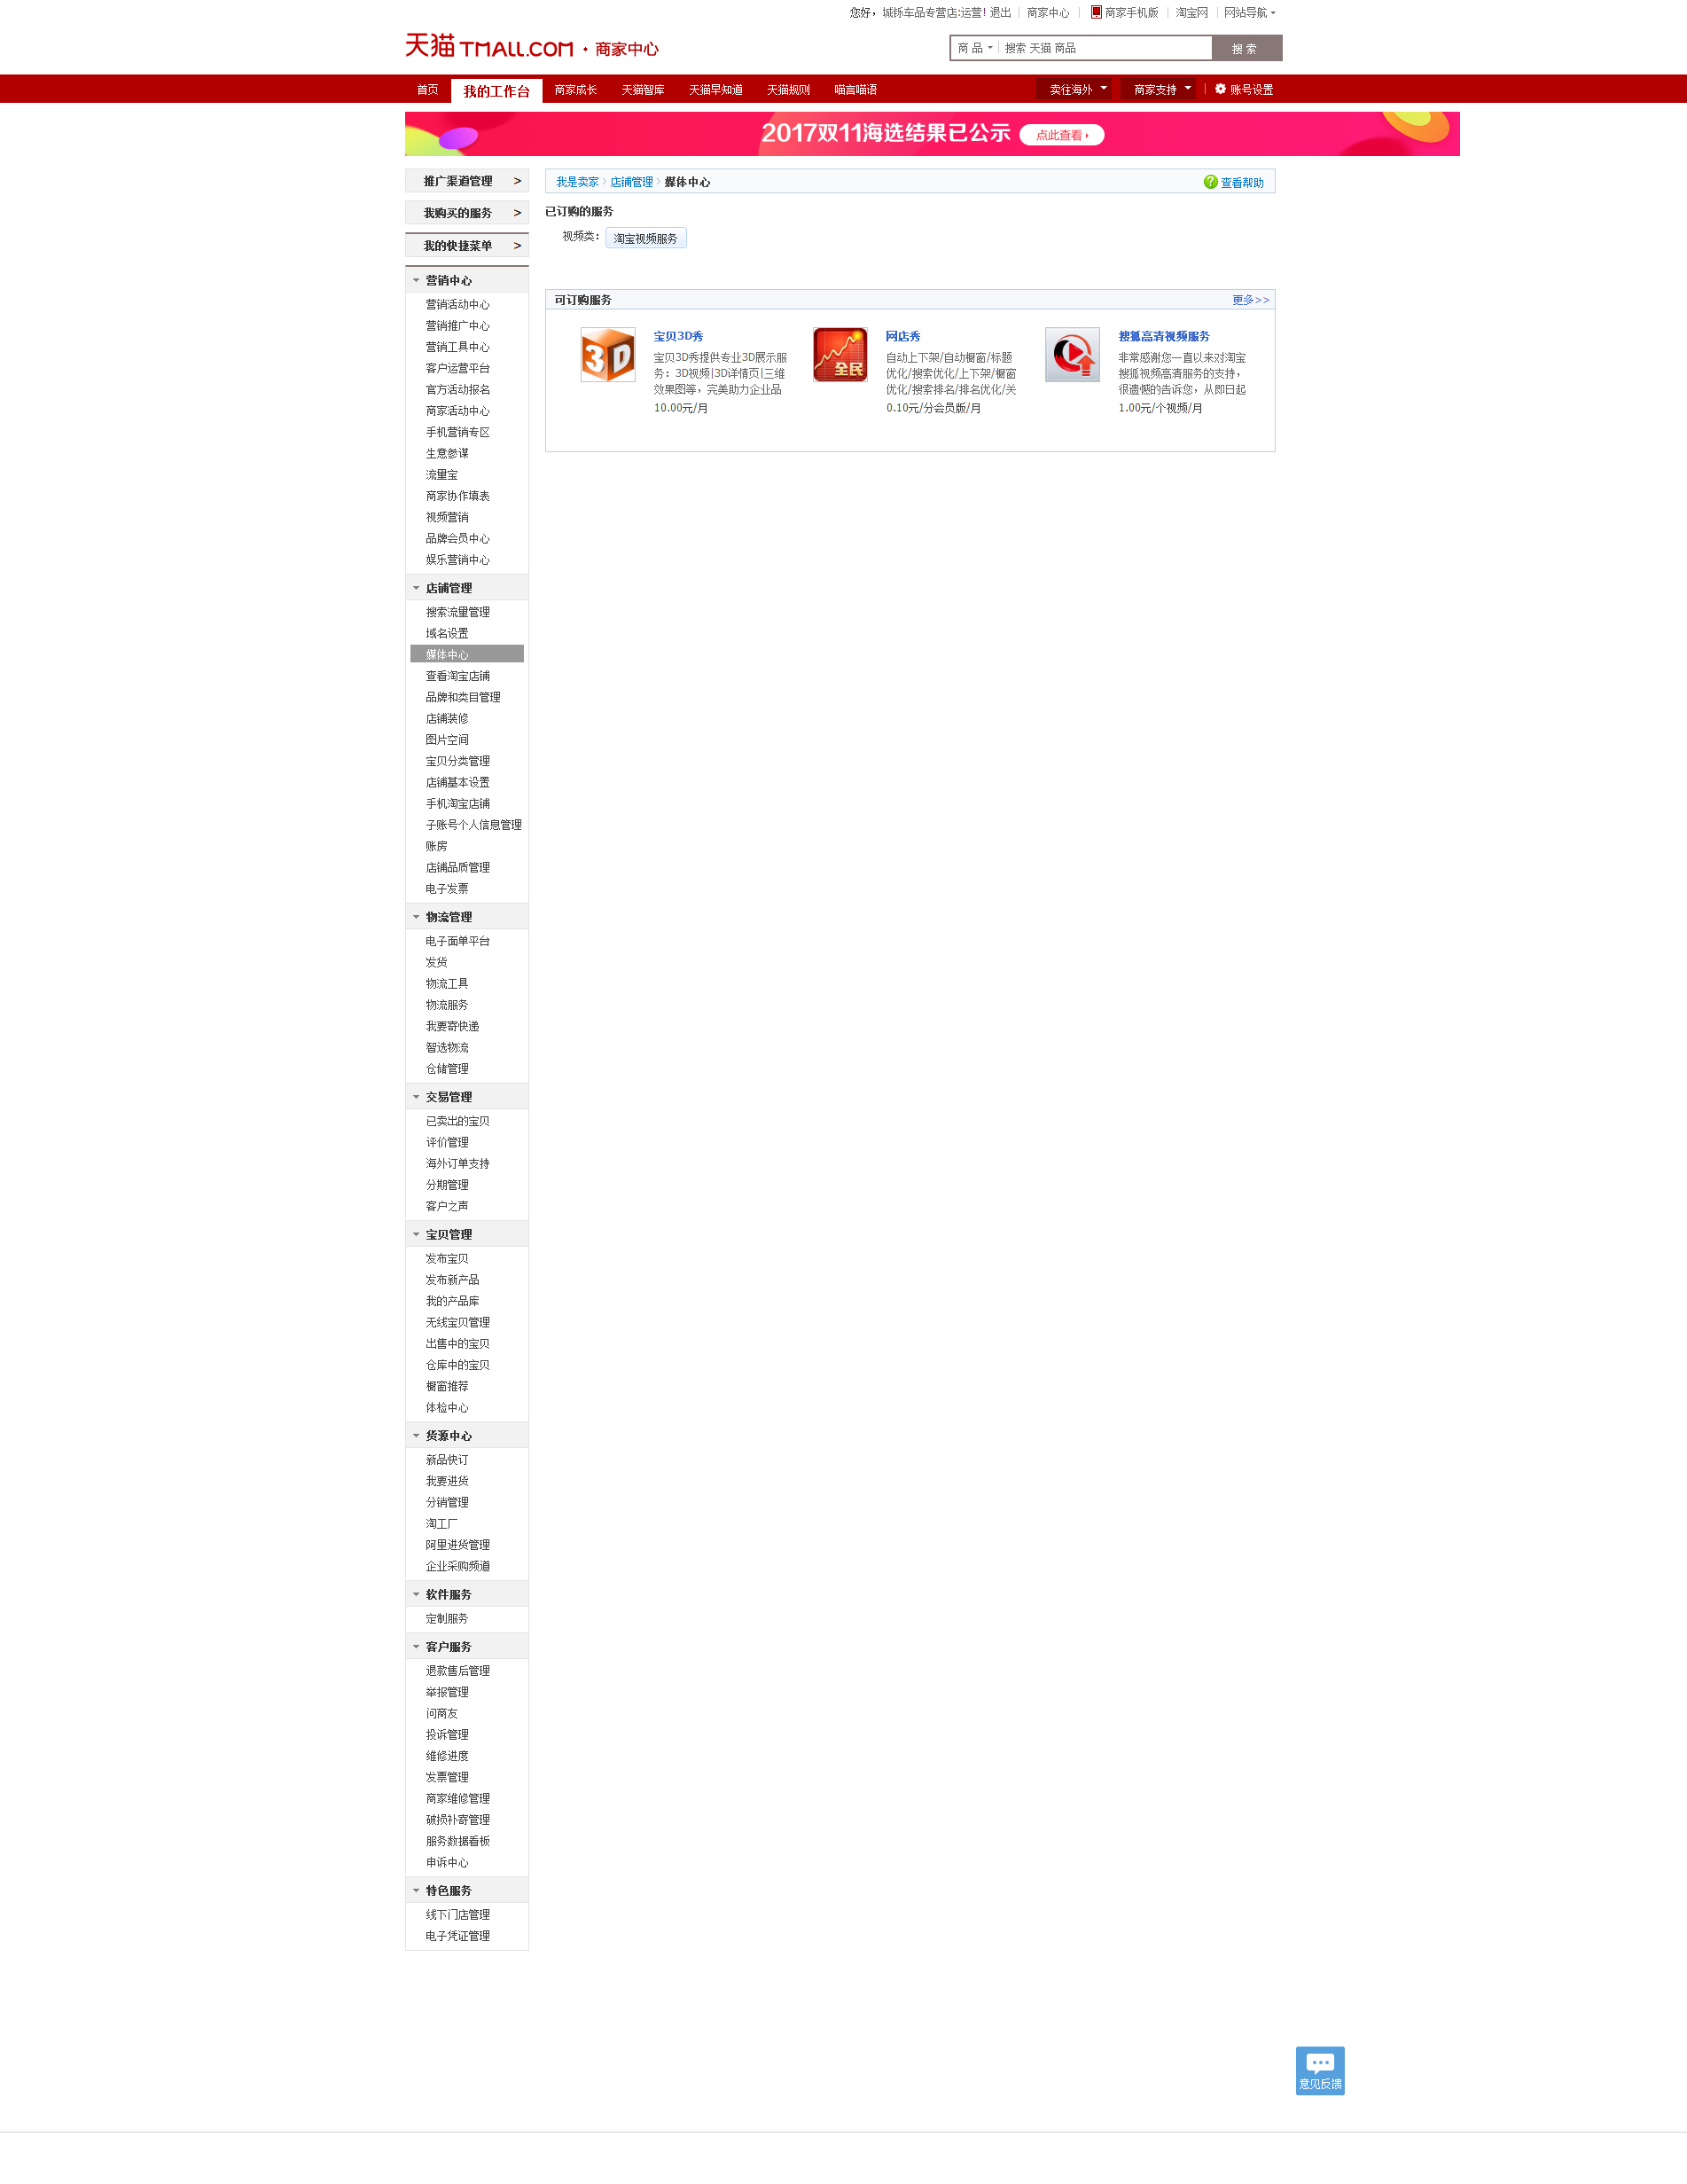 您好，城铄车品专营店:运营! 退出 商家中心 商家手机版 淘宝网 网站导航
天猫 TMALL.COM · 商家中心
商 品 搜索 天猫 商品 搜 索
首页 我的工作台 商家成长 天猫智库 天猫早知道 天猫规则 喵言喵语 卖往海外 商家支持 账号设置
2017双11海选结果已公示 点此查看
推广渠道管理 >
我购买的服务 >
我的快捷菜单 >
营销中心
营销活动中心
营销推广中心
营销工具中心
客户运营平台
官方活动报名
商家活动中心
手机营销专区
生意参谋
流量宝
商家协作填表
视频营销
品牌会员中心
娱乐营销中心
店铺管理
搜索流量管理
域名设置
媒体中心
查看淘宝店铺
品牌和类目管理
店铺装修
图片空间
宝贝分类管理
店铺基本设置
手机淘宝店铺
子账号个人信息管理
账房
店铺品质管理
电子发票
物流管理
电子面单平台
发货
物流工具
物流服务
我要寄快递
智选物流
仓储管理
交易管理
已卖出的宝贝
评价管理
海外订单支持
分期管理
客户之声
宝贝管理
发布宝贝
发布新产品
我的产品库
无线宝贝管理
出售中的宝贝
仓库中的宝贝
橱窗推荐
体检中心
货源中心
新品快订
我要进货
分销管理
淘工厂
阿里进货管理
企业采购频道
软件服务
定制服务
客户服务
退款售后管理
举报管理
问商友
投诉管理
维修进度
发票管理
商家维修管理
破损补寄管理
服务数据看板
申诉中心
特色服务
线下门店管理
电子凭证管理
我是卖家 > 店铺管理 > 媒体中心 查看帮助
已订购的服务
视频类： 淘宝视频服务
可订购服务 更多>>
3D
宝贝3D秀
宝贝3D秀提供专业3D展示服
务：3D视频|3D详情页|三维
效果图等，完美助力企业品
10.00元/月
全民
网店秀
自动上下架/自动橱窗/标题
优化/搜索优化/上下架/橱窗
优化/搜索排名/排名优化/关
0.10元/分会员版/月
搜狐高清视频服务
非常感谢您一直以来对淘宝
搜狐视频高清服务的支持，
很遗憾的告诉您，从即日起
1.00元/个视频/月
意见反馈